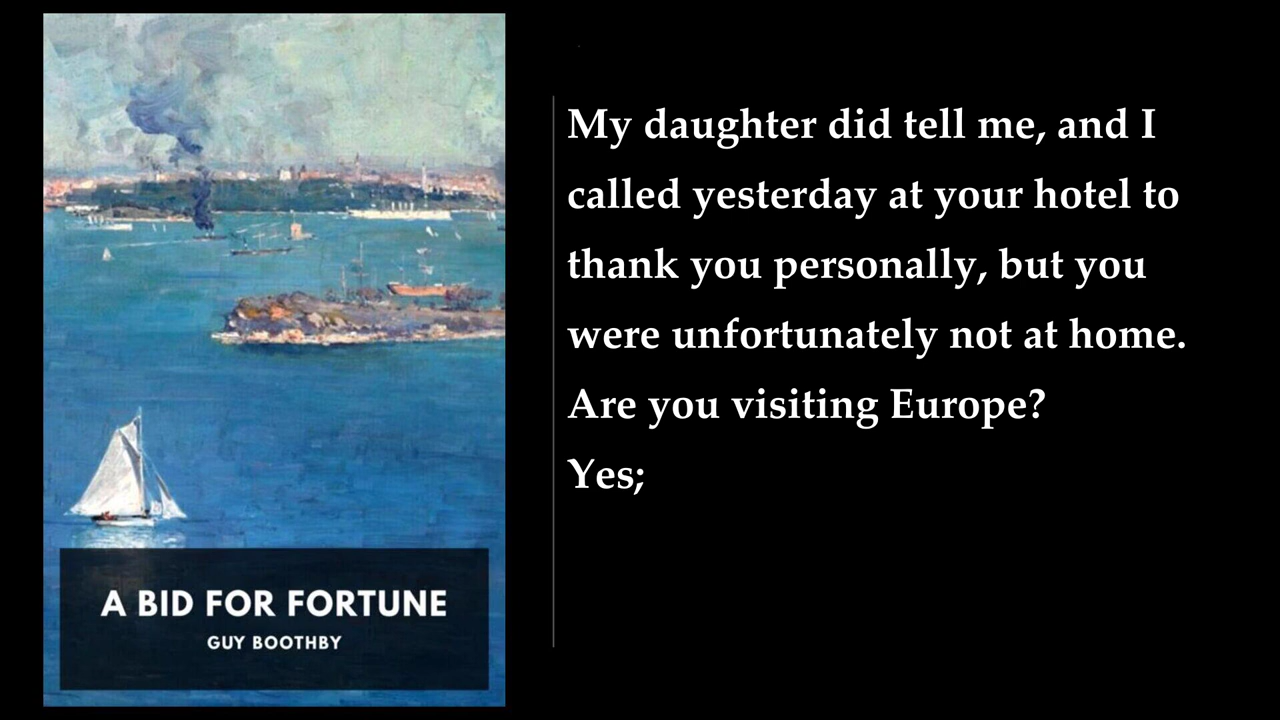 My daughter did tell me, and I
called yesterday at your hotel to
thank you personally, but you
were unfortunately not at home.
Are you visiting Europe?
Yes;
A BID FOR FORTUNE
GUY BOOTHBY